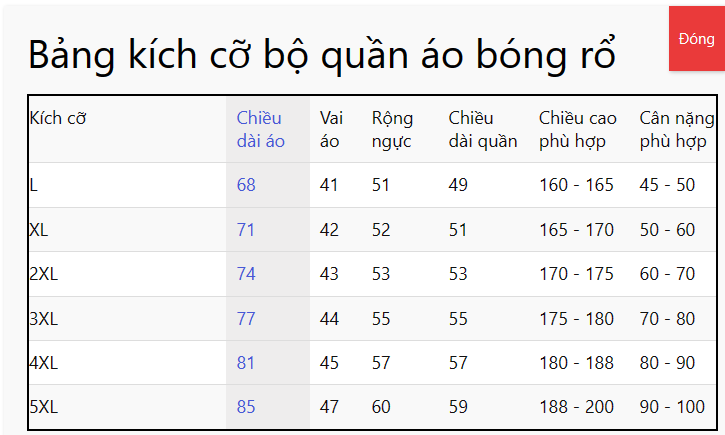 Đóng
Bảng kích cỡ bộ quần áo bóng rổ
Kích cỡ Chiều dài áo Vai áo Rộng ngực Chiều dài quần Chiều cao phù hợp Cân nặng phù hợp
L 68 41 51 49 160 - 165 45 - 50
XL 71 42 52 51 165 - 170 50 - 60
2XL 74 43 53 53 170 - 175 60 - 70
3XL 77 44 55 55 175 - 180 70 - 80
4XL 81 45 57 57 180 - 188 80 - 90
5XL 85 47 60 59 188 - 200 90 - 100